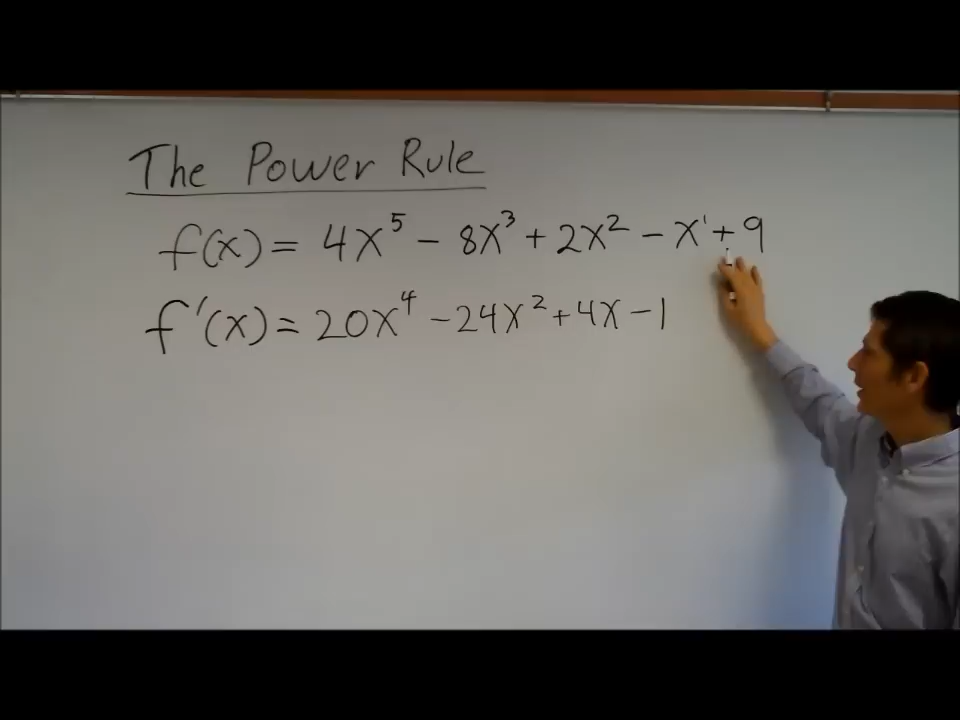 The Power Rule
f(x) = 4x⁵ - 8x³ + 2x² - x¹ + 9
f'(x) = 20x⁴ - 24x² + 4x - 1